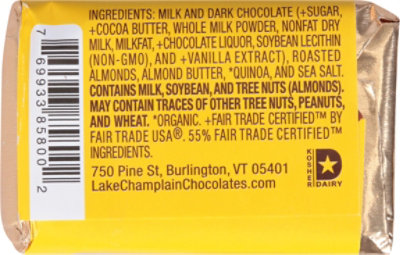 INGREDIENTS: MILK AND DARK CHOCOLATE (+SUGAR,
+COCOA BUTTER, WHOLE MILK POWDER, NONFAT DRY
MILK, MILKFAT, +CHOCOLATE LIQUOR, SOYBEAN LECITHIN
(NON-GMO), AND +VANILLA EXTRACT), ROASTED
ALMONDS, ALMOND BUTTER, *QUINOA, AND SEA SALT.
CONTAINS MILK, SOYBEAN, AND TREE NUTS (ALMONDS).
MAY CONTAIN TRACES OF OTHER TREE NUTS, PEANUTS,
AND WHEAT. *ORGANIC. +FAIR TRADE CERTIFIED™ BY
FAIR TRADE USA®. 55% FAIR TRADE CERTIFIED™
INGREDIENTS.
750 Pine St, Burlington, VT 05401
LakeChamplainChocolates.com
KOSHER
D
DAIRY
7 69933 85800 2